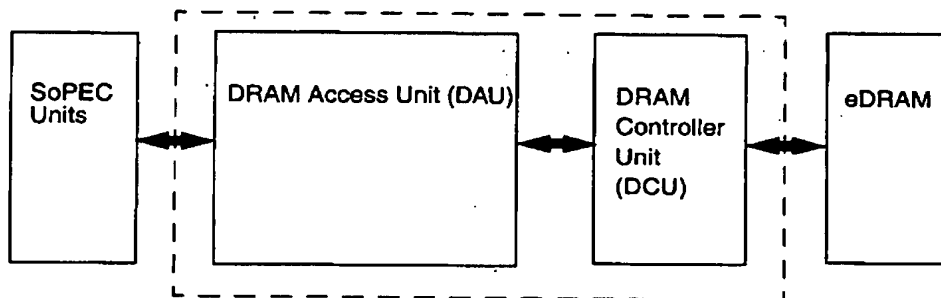 SoPEC
Units
DRAM Access Unit (DAU)
DRAM
Controller
Unit
(DCU)
eDRAM